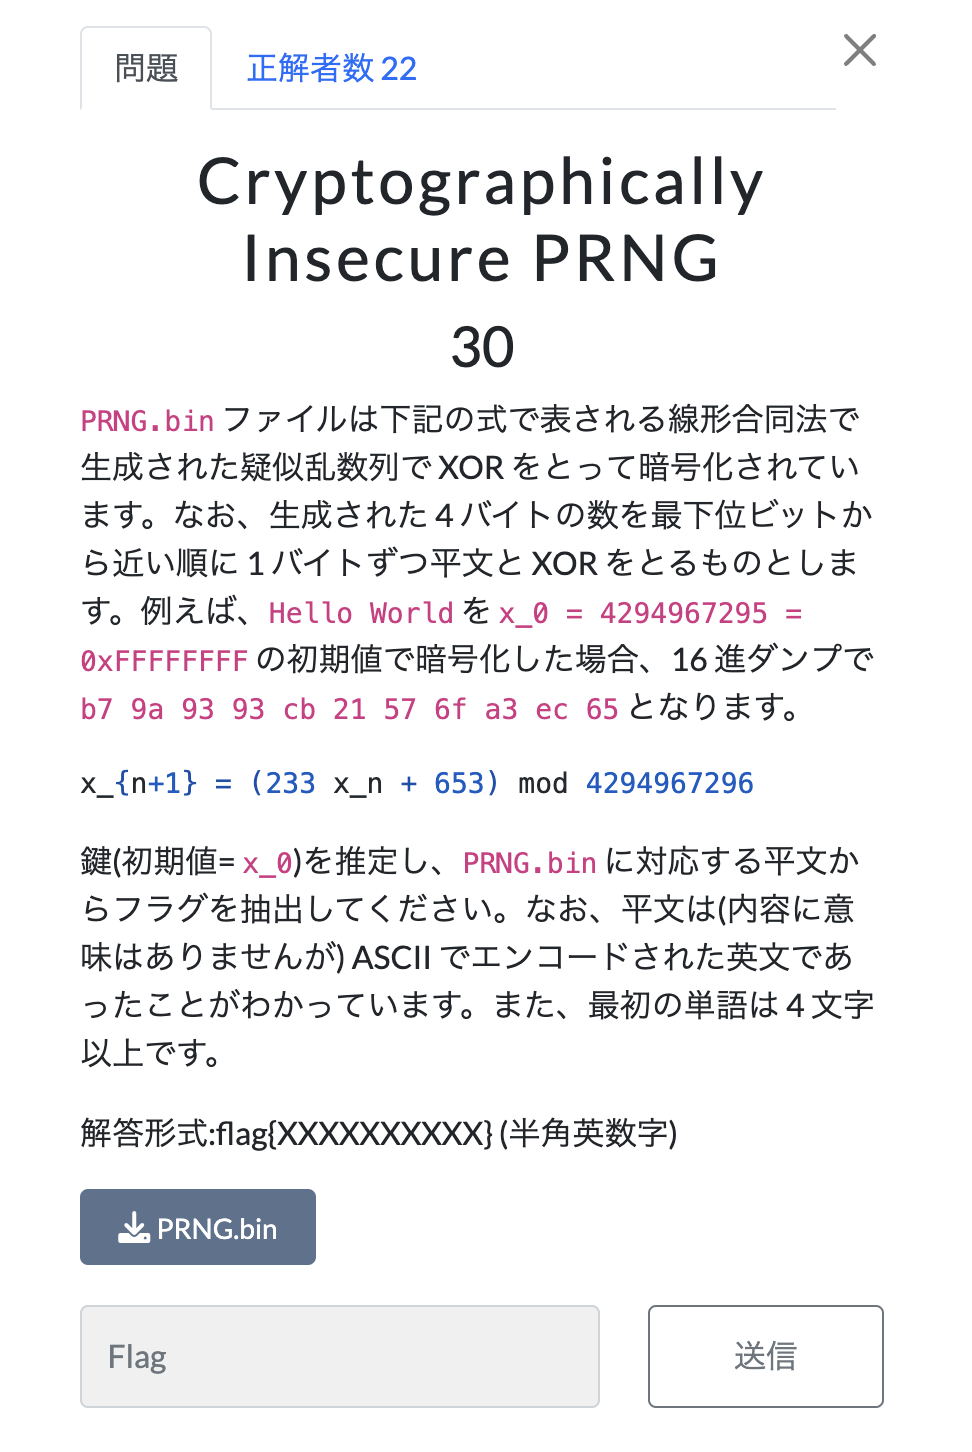 問題
正解者数 22
Cryptographically
Insecure PRNG
30
PRNG.bin ファイルは下記の式で表される線形合同法で
生成された疑似乱数列で XOR をとって暗号化されてい
ます。なお、生成された 4 バイトの数を最下位ビットか
ら近い順に 1 バイトずつ平文と XOR をとるものとしま
す。例えば、Hello World を x_0 = 4294967295 =
0xFFFFFFFF の初期値で暗号化した場合、16 進ダンプで
b7 9a 93 93 cb 21 57 6f a3 ec 65 となります。
x_{n+1} = (233 x_n + 653) mod 4294967296
鍵(初期値= x_0)を推定し、PRNG.bin に対応する平文か
らフラグを抽出してください。なお、平文は(内容に意
味はありませんが) ASCII でエンコードされた英文であ
ったことがわかっています。また、最初の単語は 4 文字
以上です。
解答形式:flag{XXXXXXXXXX} (半角英数字)
PRNG.bin
Flag
送信